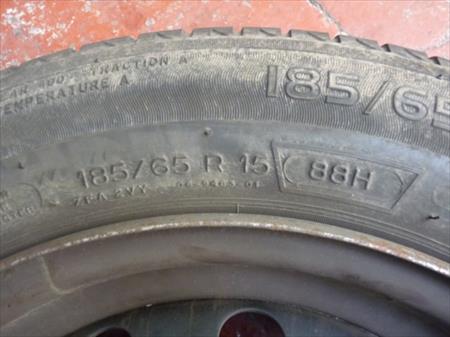 TRACTION A
TEMPERATURE A
185/65
185/65 R 15 88H